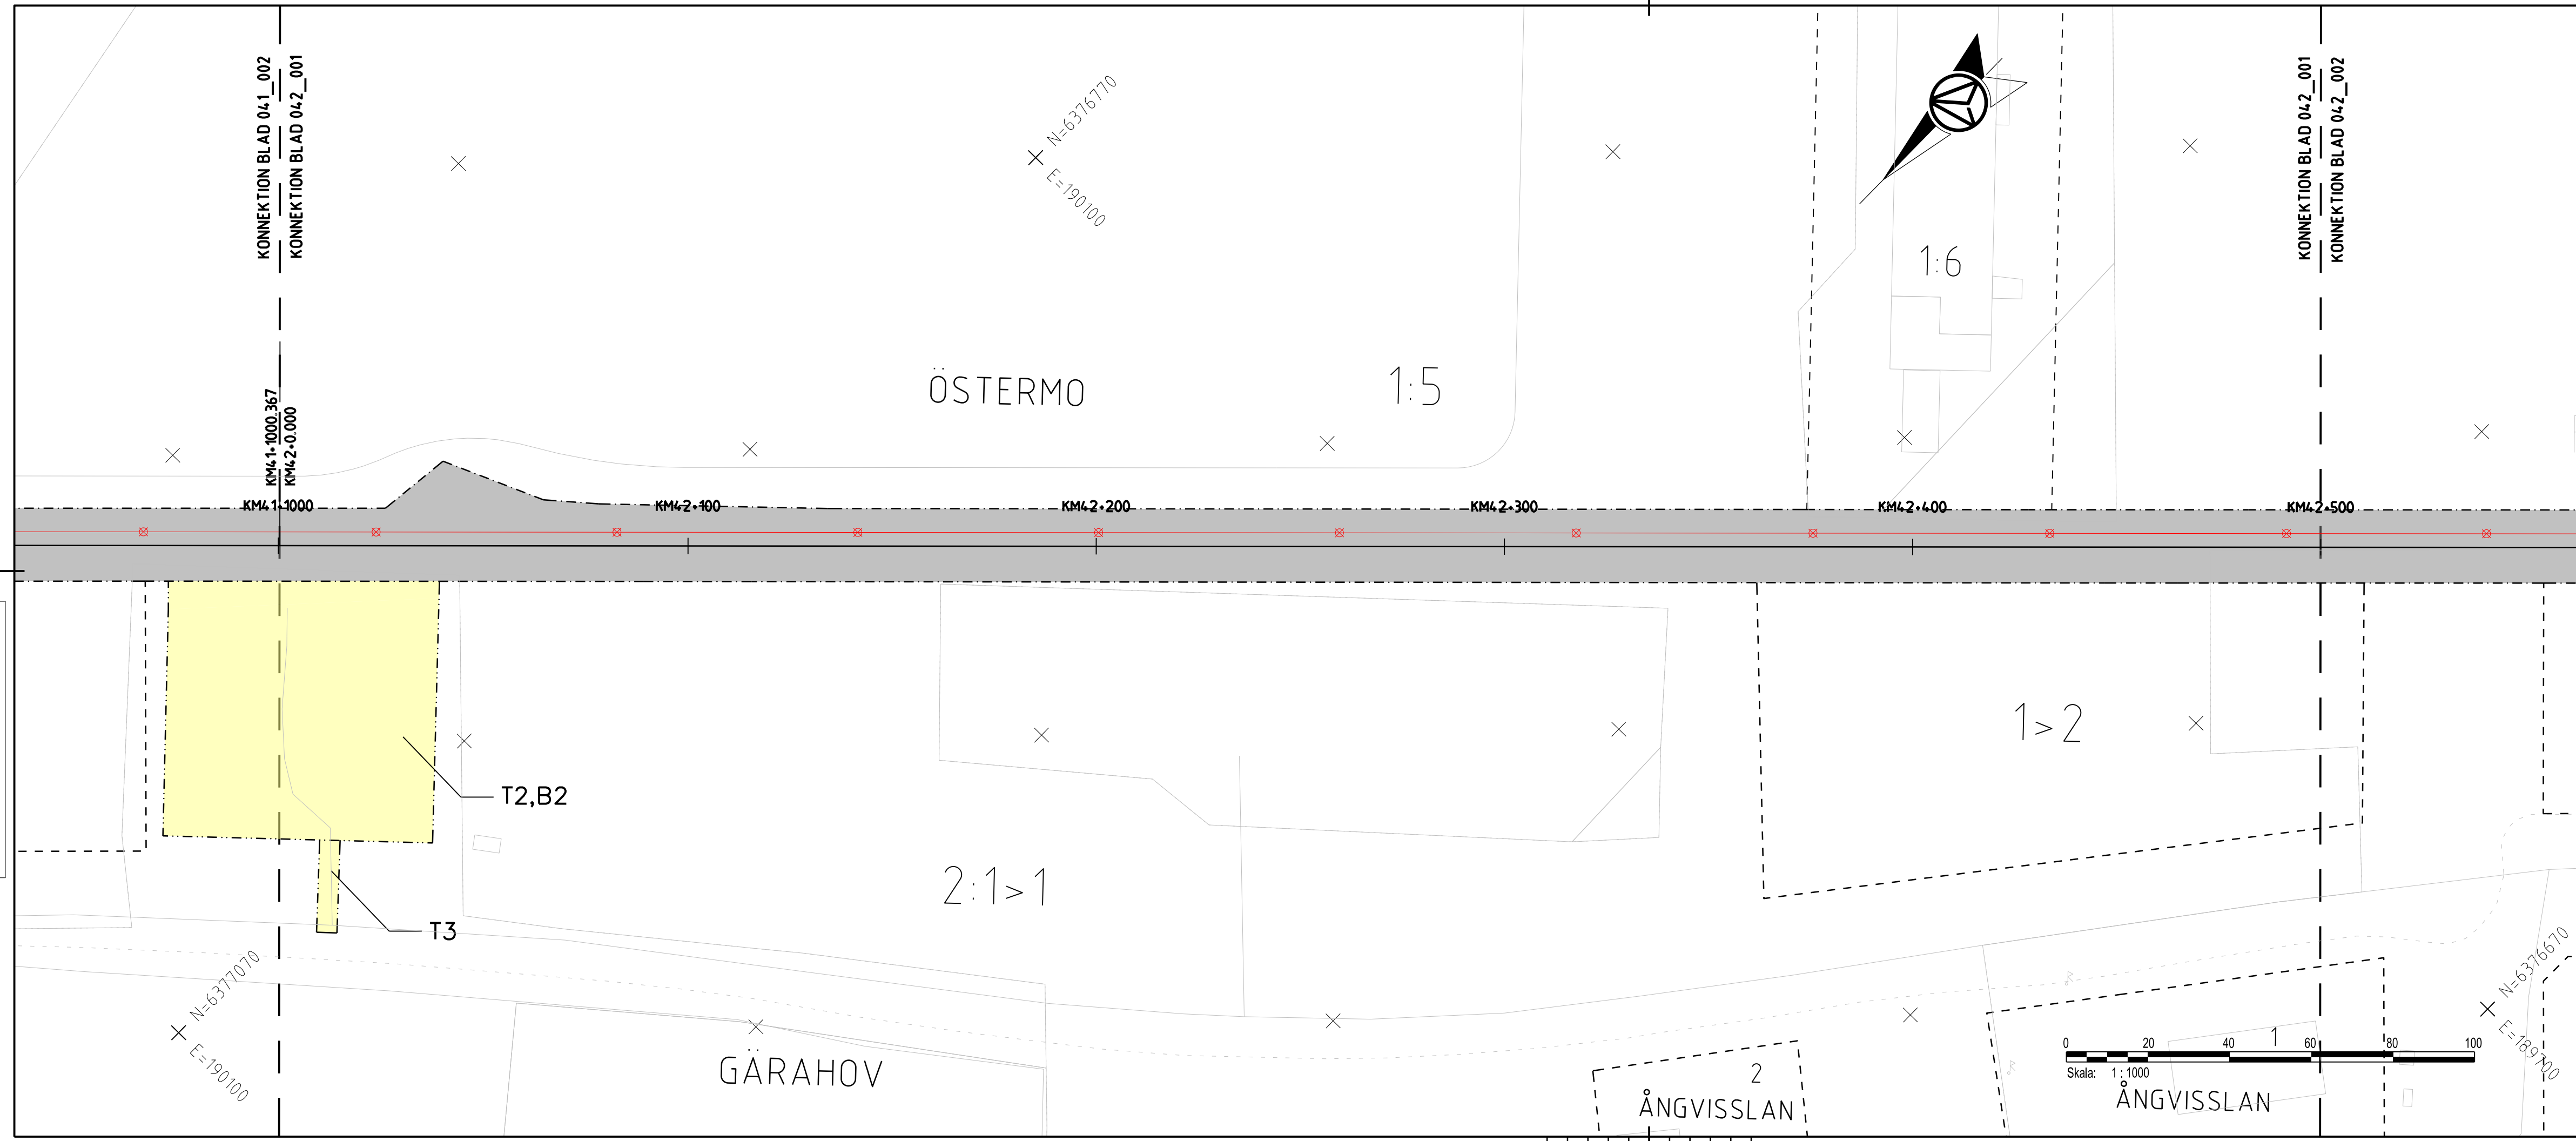 KONNEKTION BLAD 041_002
KONNEKTION BLAD 042_001
N=6376770
E=190100
KONNEKTION BLAD 042_001
KONNEKTION BLAD 042_002
1:6
ÖSTERMO
1:5
KM41+1000.367
KM42+0.000
KM41+1000
KM42+100
KM42+200
KM42+300
KM42+400
KM42+500
1>2
T2,B2
2:1>1
T3
N=6377070
E=190100
GÄRAHOV
2
ÅNGVISSLAN
1
0 20 40 60 80 100
Skala: 1 : 1000
ÅNGVISSLAN
N=6376670
E=189700